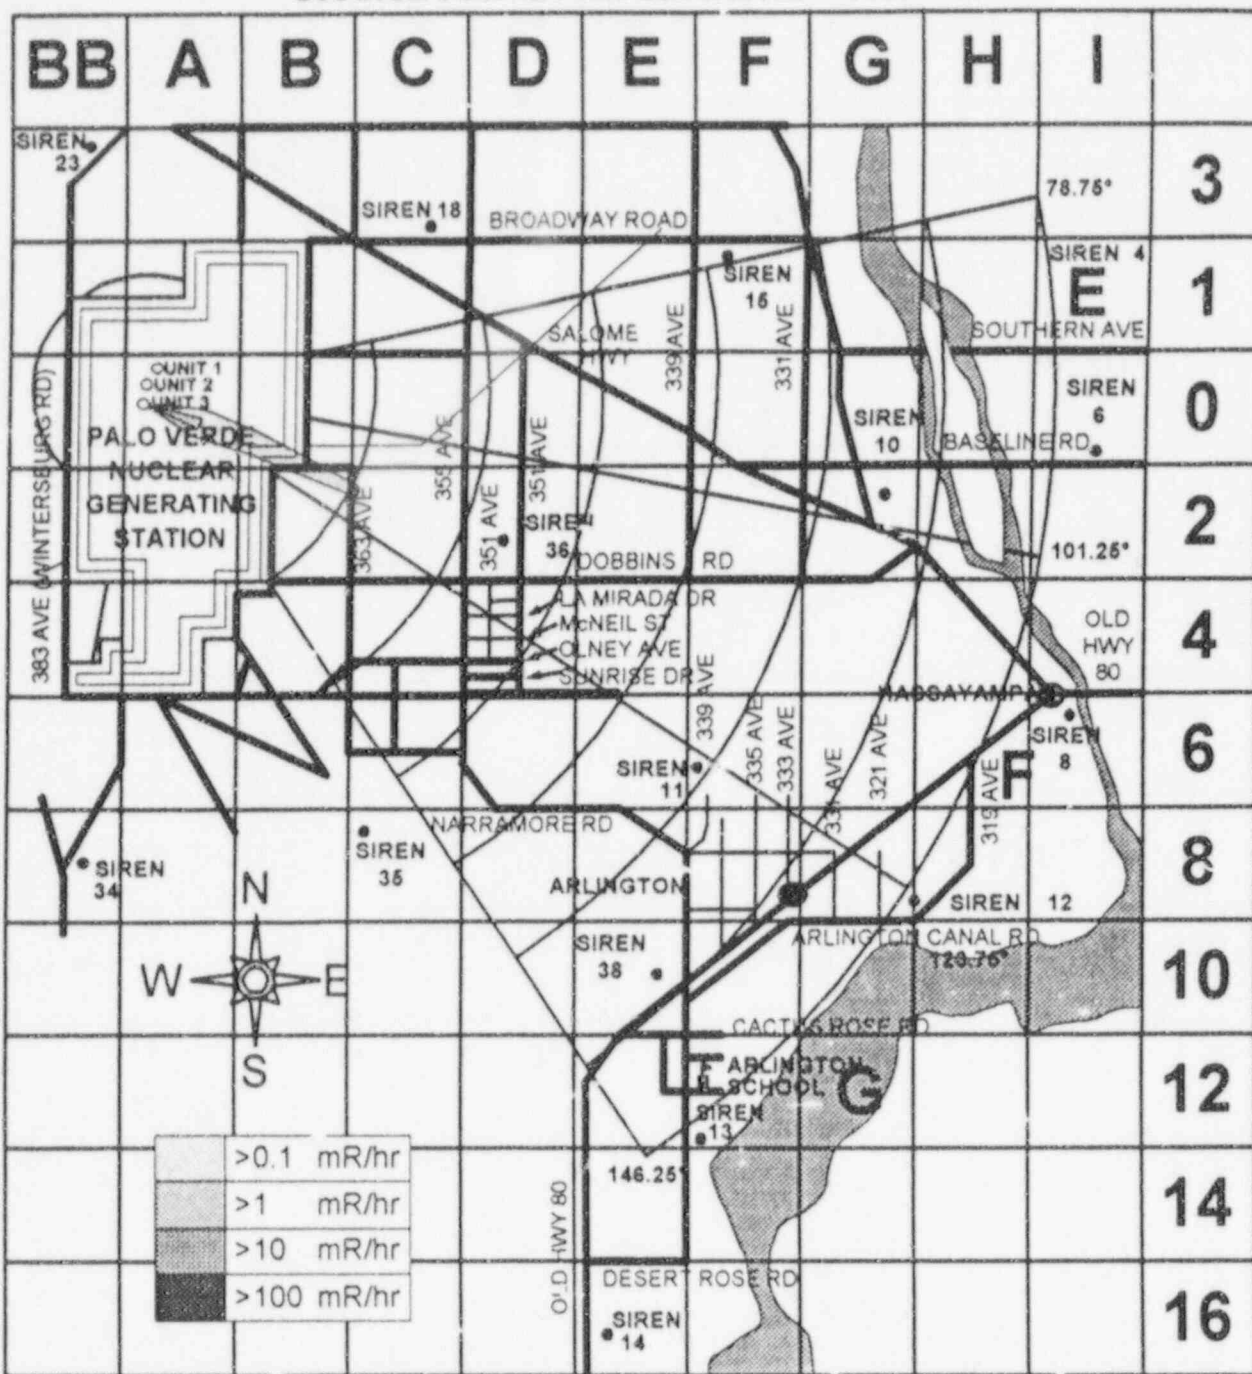 BB A B C D E F G H I
3
SIREN
23
SIREN 18
BROADWAY ROAD
78.75°
1
SIREN
15
SIREN 4
E
SOUTHERN AVE
SALOME
HWY
339 AVE
331 AVE
0
UNIT 1
UNIT 2
UNIT 3
PALO VERDE
NUCLEAR
GENERATING
STATION
383 AVE (WINTERSBURG RD)
355 AVE
351 AVE
SIREN
10
SIREN
6
BASELINE RD
2
363 AVE
351 AVE
SIREN
36
DOBBINS RD
101.25°
4
LA MIRADA DR
McNEIL ST
OLNEY AVE
SUNRISE DR
OLD
HWY
80
HASSAYAMPA
6
339 AVE
335 AVE
333 AVE
331 AVE
321 AVE
319 AVE
SIREN
11
SIREN
8
F
8
NARRAMORE RD
SIREN
34
SIREN
35
ARLINGTON
SIREN 12
10
N
W E
S
SIREN
38
ARLINGTON CANAL RD
123.75°
CACTUS ROSE RD
12
ARLINGTON
SCHOOL
G
SIREN
13
14
146.25°
>0.1 mR/hr
>1 mR/hr
>10 mR/hr
>100 mR/hr
OLD HWY 80
16
DESERT ROSE RD
SIREN
14